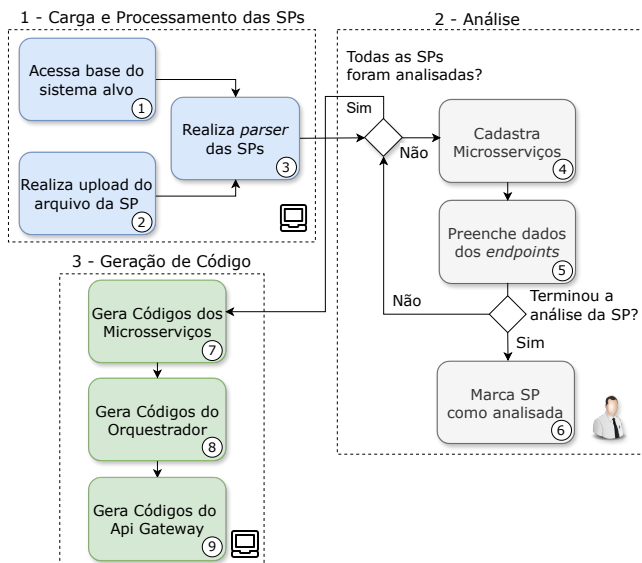 1 - Carga e Processamento das SPs
Acessa base do
sistema alvo
1
Realiza upload do
arquivo da SP
2
Realiza parser
das SPs
3
2 - Análise
Todas as SPs
foram analisadas?
Sim
Não
Cadastra
Microsserviços
4
Preenche dados
dos endpoints
5
Não
Terminou a
análise da SP?
Sim
Marca SP
como analisada
6
3 - Geração de Código
Gera Códigos dos
Microsserviços
7
Gera Códigos do
Orquestrador
8
Gera Códigos do
Api Gateway
9